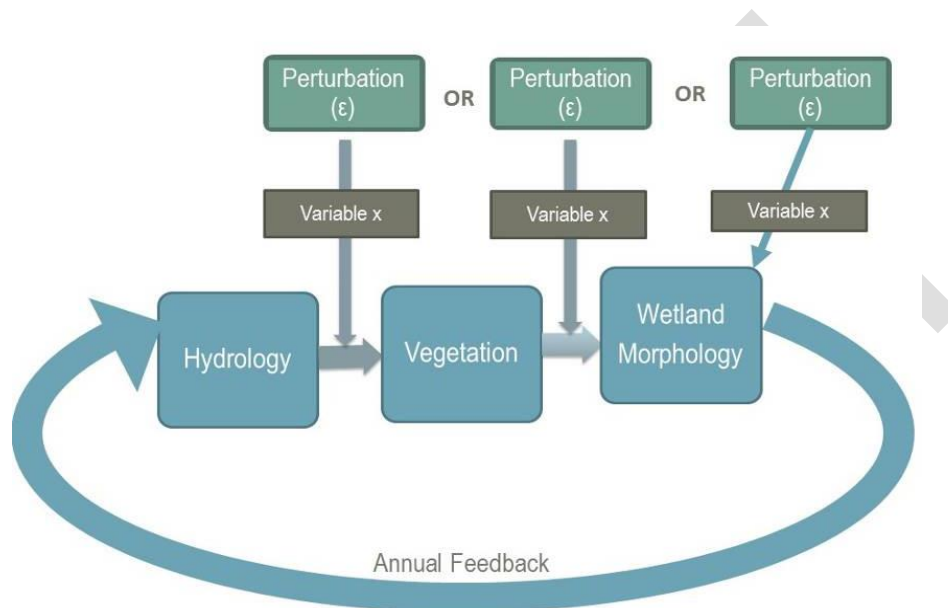 Perturbation
(ε)
OR
Perturbation
(ε)
OR
Perturbation
(ε)
Variable x
Variable x
Variable x
Hydrology
Vegetation
Wetland
Morphology
Annual Feedback